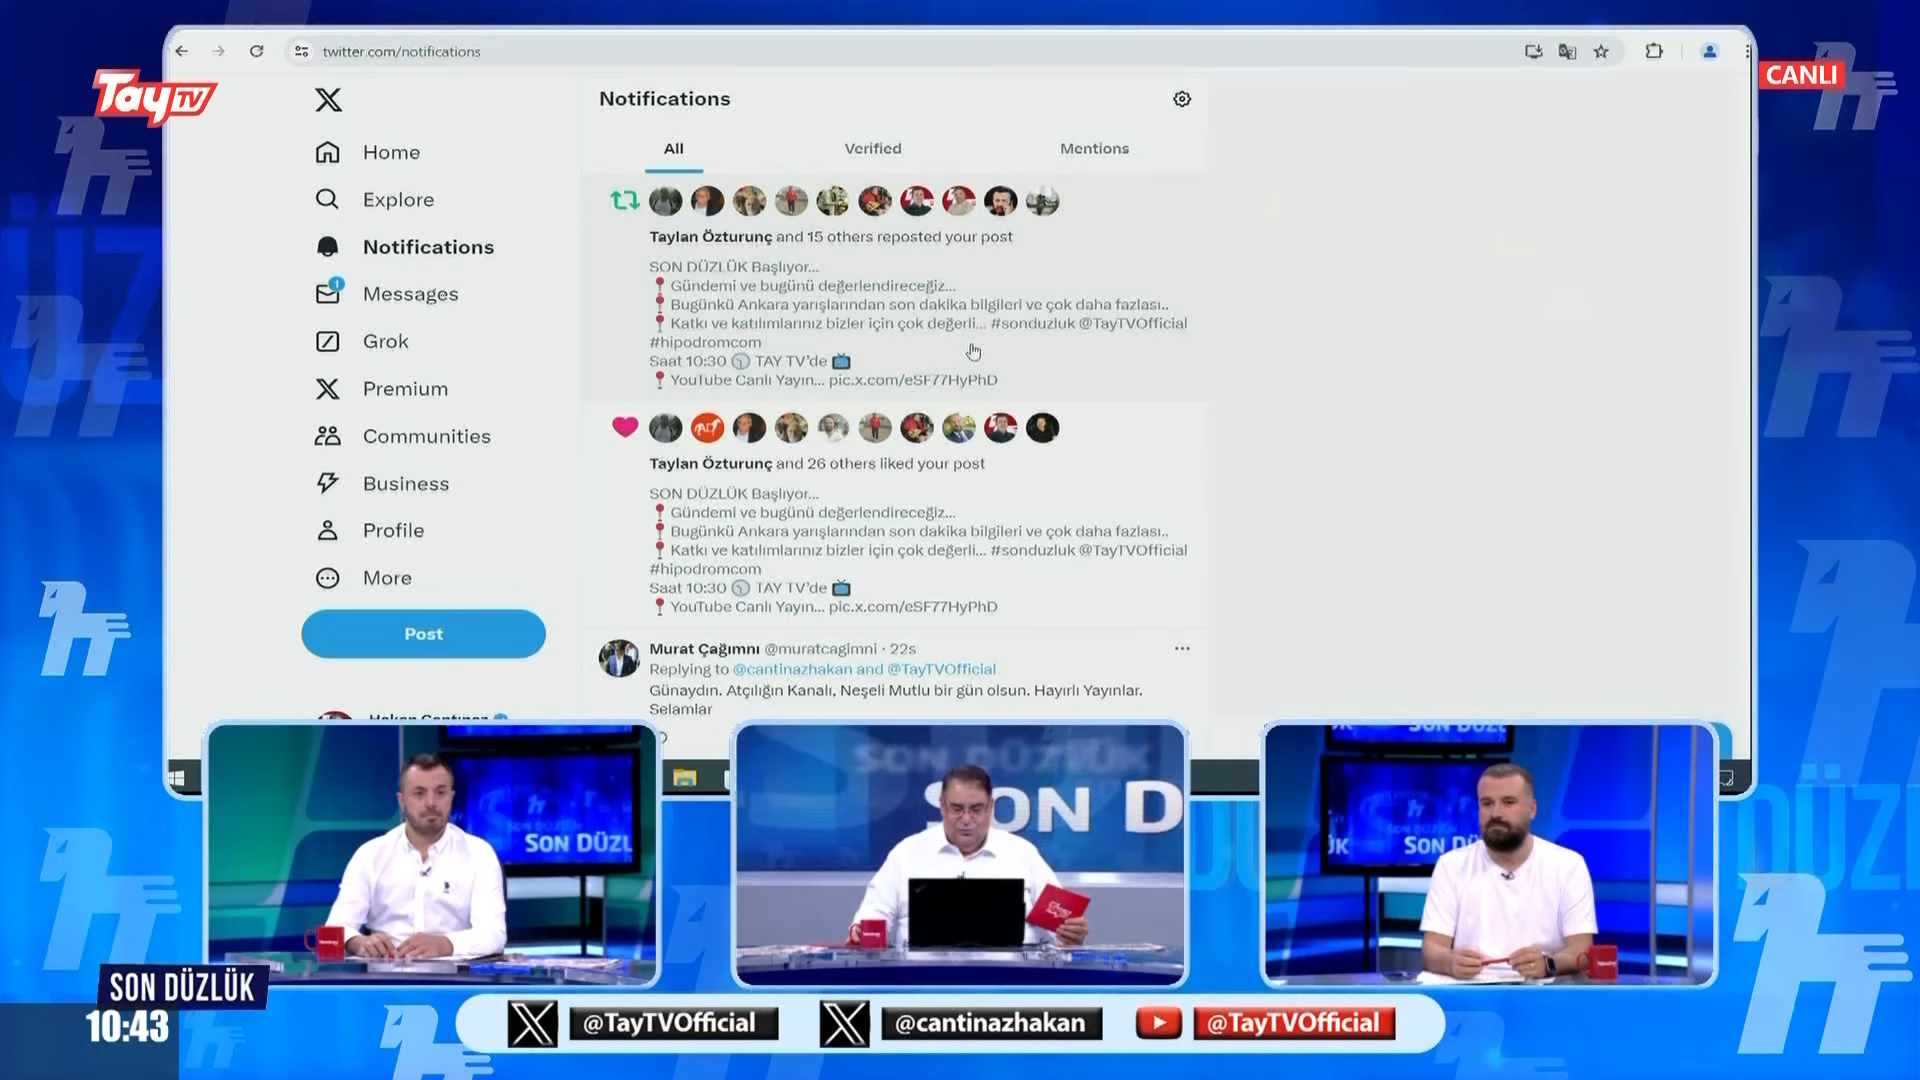 twitter.com/notifications
Tay TV
CANLI
Notifications
All
Verified
Mentions
Home
Explore
Notifications
1
Messages
Grok
Premium
Communities
Business
Profile
More
Post
Taylan Özturunç and 15 others reposted your post
SON DÜZLÜK Başlıyor...
📍Gündemi ve bugünü değerlendireceğiz...
📍Bugünkü Ankara yarışlarından son dakika bilgileri ve çok daha fazlası..
📍Katkı ve katılımlarınız bizler için çok değerli... #sonduzluk @TayTVOfficial
#hipodromcom
Saat 10:30 🕥 TAY TV'de 📺
📍YouTube Canlı Yayın... pic.x.com/eSF77HyPhD
Taylan Özturunç and 26 others liked your post
SON DÜZLÜK Başlıyor...
📍Gündemi ve bugünü değerlendireceğiz...
📍Bugünkü Ankara yarışlarından son dakika bilgileri ve çok daha fazlası..
📍Katkı ve katılımlarınız bizler için çok değerli... #sonduzluk @TayTVOfficial
#hipodromcom
Saat 10:30 🕥 TAY TV'de 📺
📍YouTube Canlı Yayın... pic.x.com/eSF77HyPhD
Murat Çağımnı @muratcagimni · 22s
Replying to @cantinazhakan and @TayTVOfficial
Günaydın. Atçılığın Kanalı, Neşeli Mutlu bir gün olsun. Hayırlı Yayınlar.
Selamlar
SON DÜZL
SON DÜZLÜK
SON D
SON DÜ
SON DÜZLÜK
10:43
@TayTVOfficial
@cantinazhakan
@TayTVOfficial